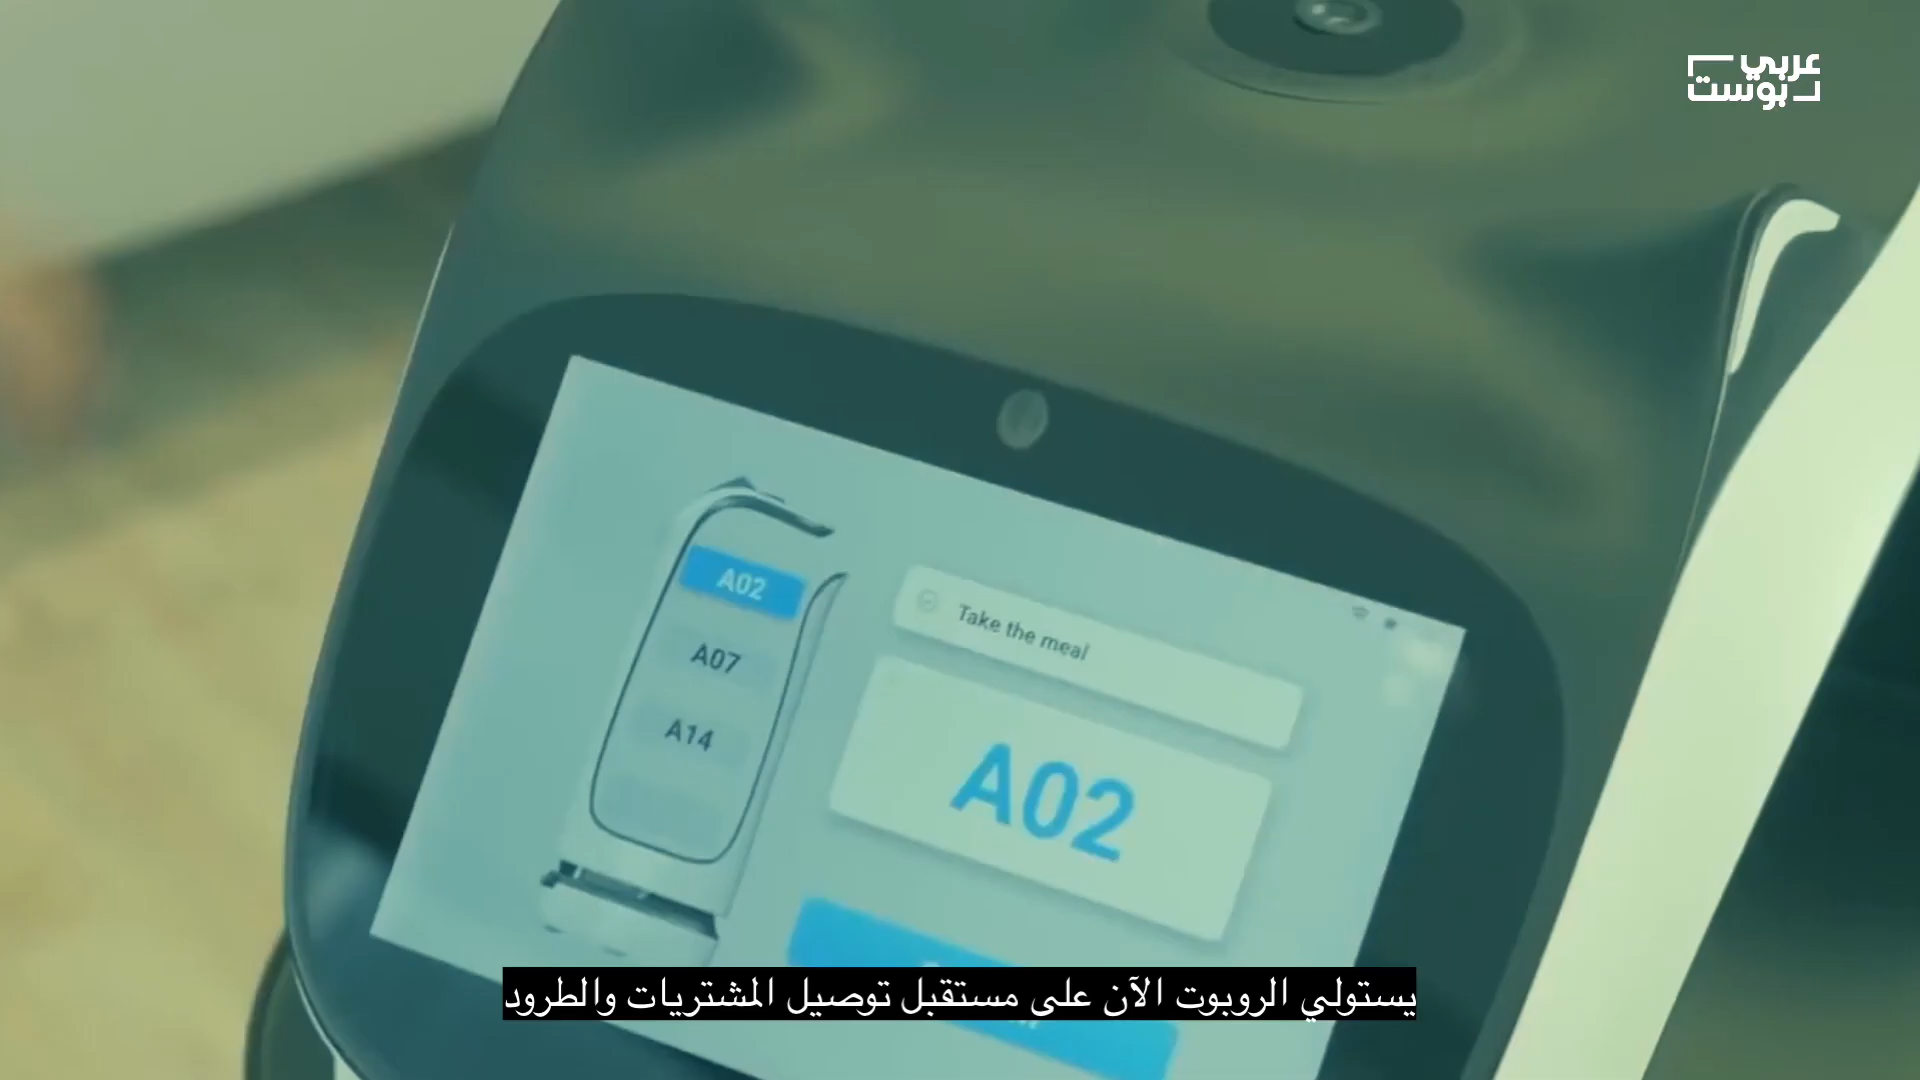 عربي
بوست
Take the meal
A02
A07
A14
A02
يستولي الروبوت الآن على مستقبل توصيل المشتريات والطرود